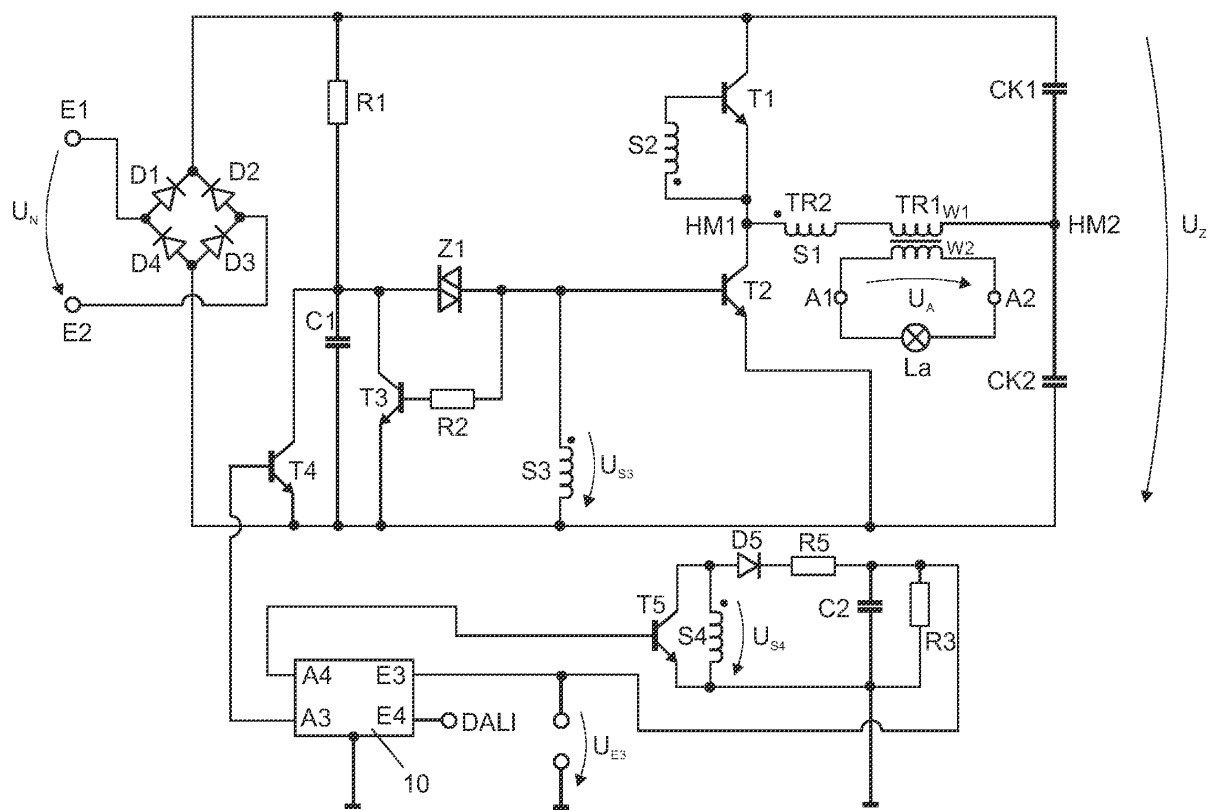 E1
R1
T1
CK1
S2
D1
D2
U_N
HM1
TR2
TR1
W1
HM2
U_Z
D4
D3
Z1
S1
W2
T2
A1
U_A
A2
E2
C1
La
CK2
T3
R2
T4
S3
U_S3
D5
R5
T5
C2
S4
U_S4
R3
A4
E3
A3
E4
DALI
U_E3
10